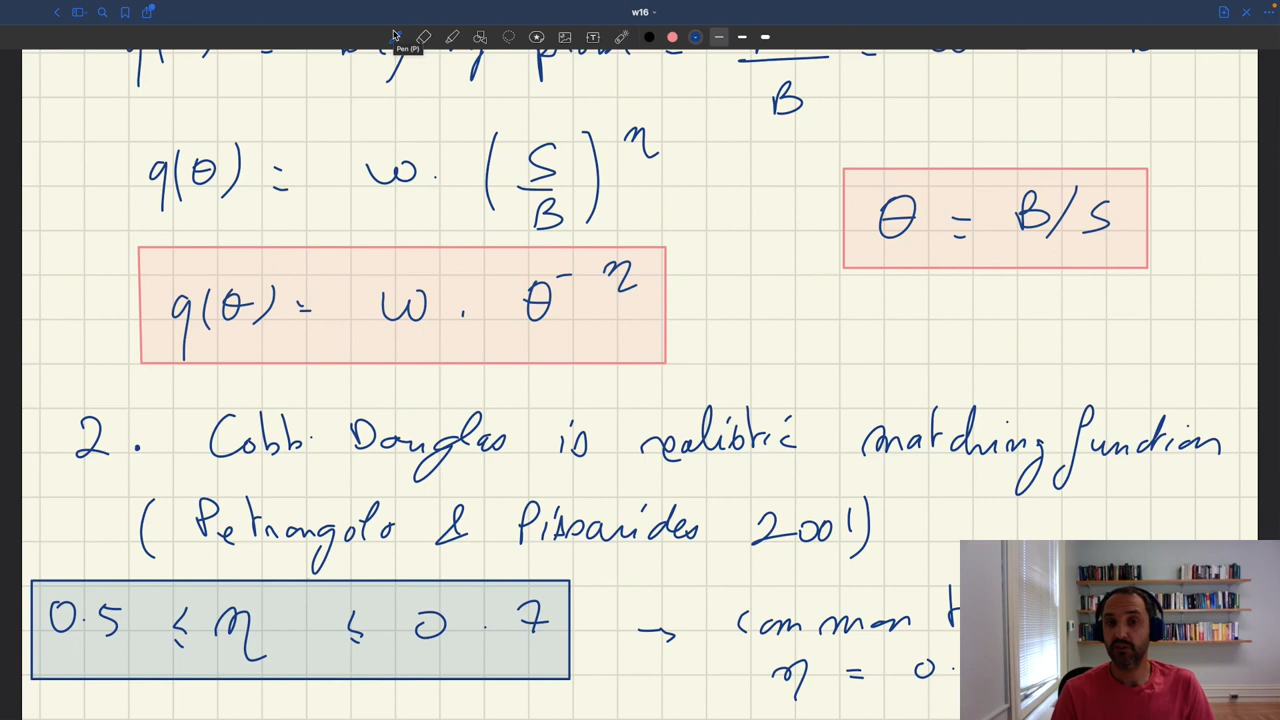 w16
Pen (P)
B
q(θ) = ω · (S/B)^η
θ = B/S
q(θ) = ω · θ^-η
2. Cobb-Douglas is realistic matching function
(Petrongolo & Pissarides 2001)
0.5 ≤ η ≤ 0.7 → common
η = 0.